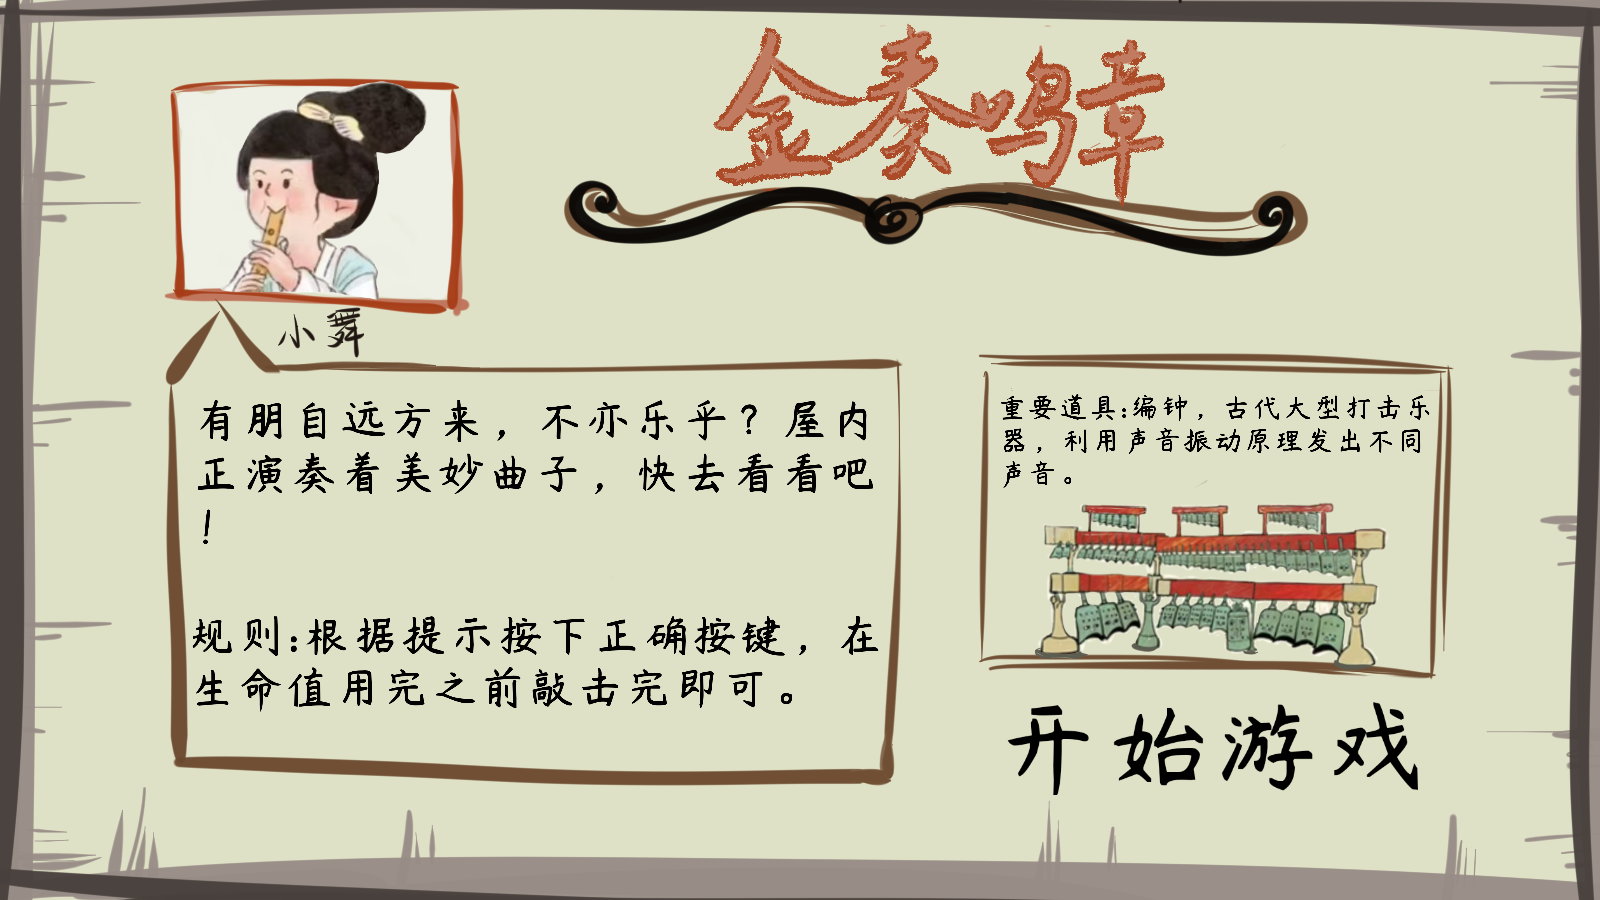 金奏鸣章
小舞
有朋自远方来，不亦乐乎？屋内
正演奏着美妙曲子，快去看看吧
！
规则:根据提示按下正确按键，在
生命值用完之前敲击完即可。
重要道具:编钟，古代大型打击乐
器，利用声音振动原理发出不同
声音。
开始游戏